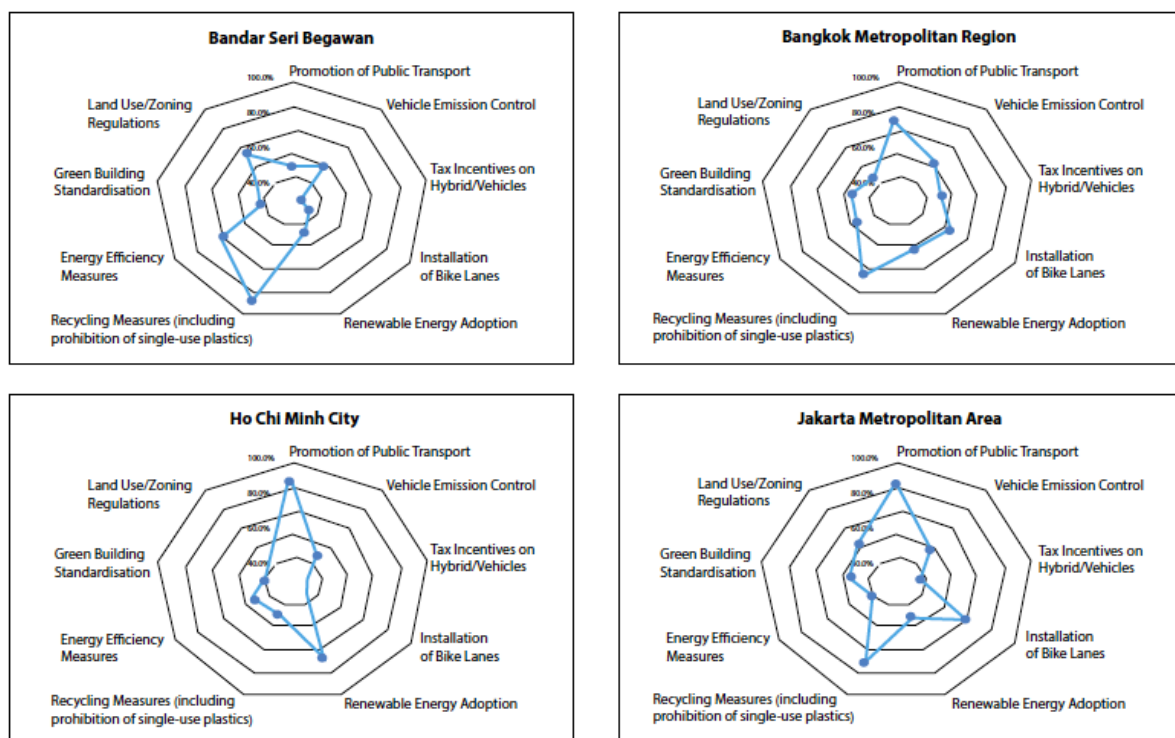 Bandar Seri Begawan
100.0%
Promotion of Public Transport
Land Use/Zoning
Regulations
80.0%
Vehicle Emission Control
60.0%
Green Building
Standardisation
40.0%
Tax Incentives on
Hybrid/Vehicles
Energy Efficiency
Measures
Installation
of Bike Lanes
Recycling Measures (including
prohibition of single-use plastics)
Renewable Energy Adoption
Bangkok Metropolitan Region
100.0%
Promotion of Public Transport
Land Use/Zoning
Regulations
80.0%
Vehicle Emission Control
60.0%
Green Building
Standardisation
40.0%
Tax Incentives on
Hybrid/Vehicles
Energy Efficiency
Measures
Installation
of Bike Lanes
Recycling Measures (including
prohibition of single-use plastics)
Renewable Energy Adoption
Ho Chi Minh City
100.0%
Promotion of Public Transport
Land Use/Zoning
Regulations
80.0%
Vehicle Emission Control
60.0%
Green Building
Standardisation
40.0%
Tax Incentives on
Hybrid/Vehicles
Energy Efficiency
Measures
Installation
of Bike Lanes
Recycling Measures (including
prohibition of single-use plastics)
Renewable Energy Adoption
Jakarta Metropolitan Area
100.0%
Promotion of Public Transport
Land Use/Zoning
Regulations
80.0%
Vehicle Emission Control
60.0%
Green Building
Standardisation
Tax Incentives on
Hybrid/Vehicles
Energy Efficiency
Measures
Installation
of Bike Lanes
Recycling Measures (including
prohibition of single-use plastics)
Renewable Energy Adoption